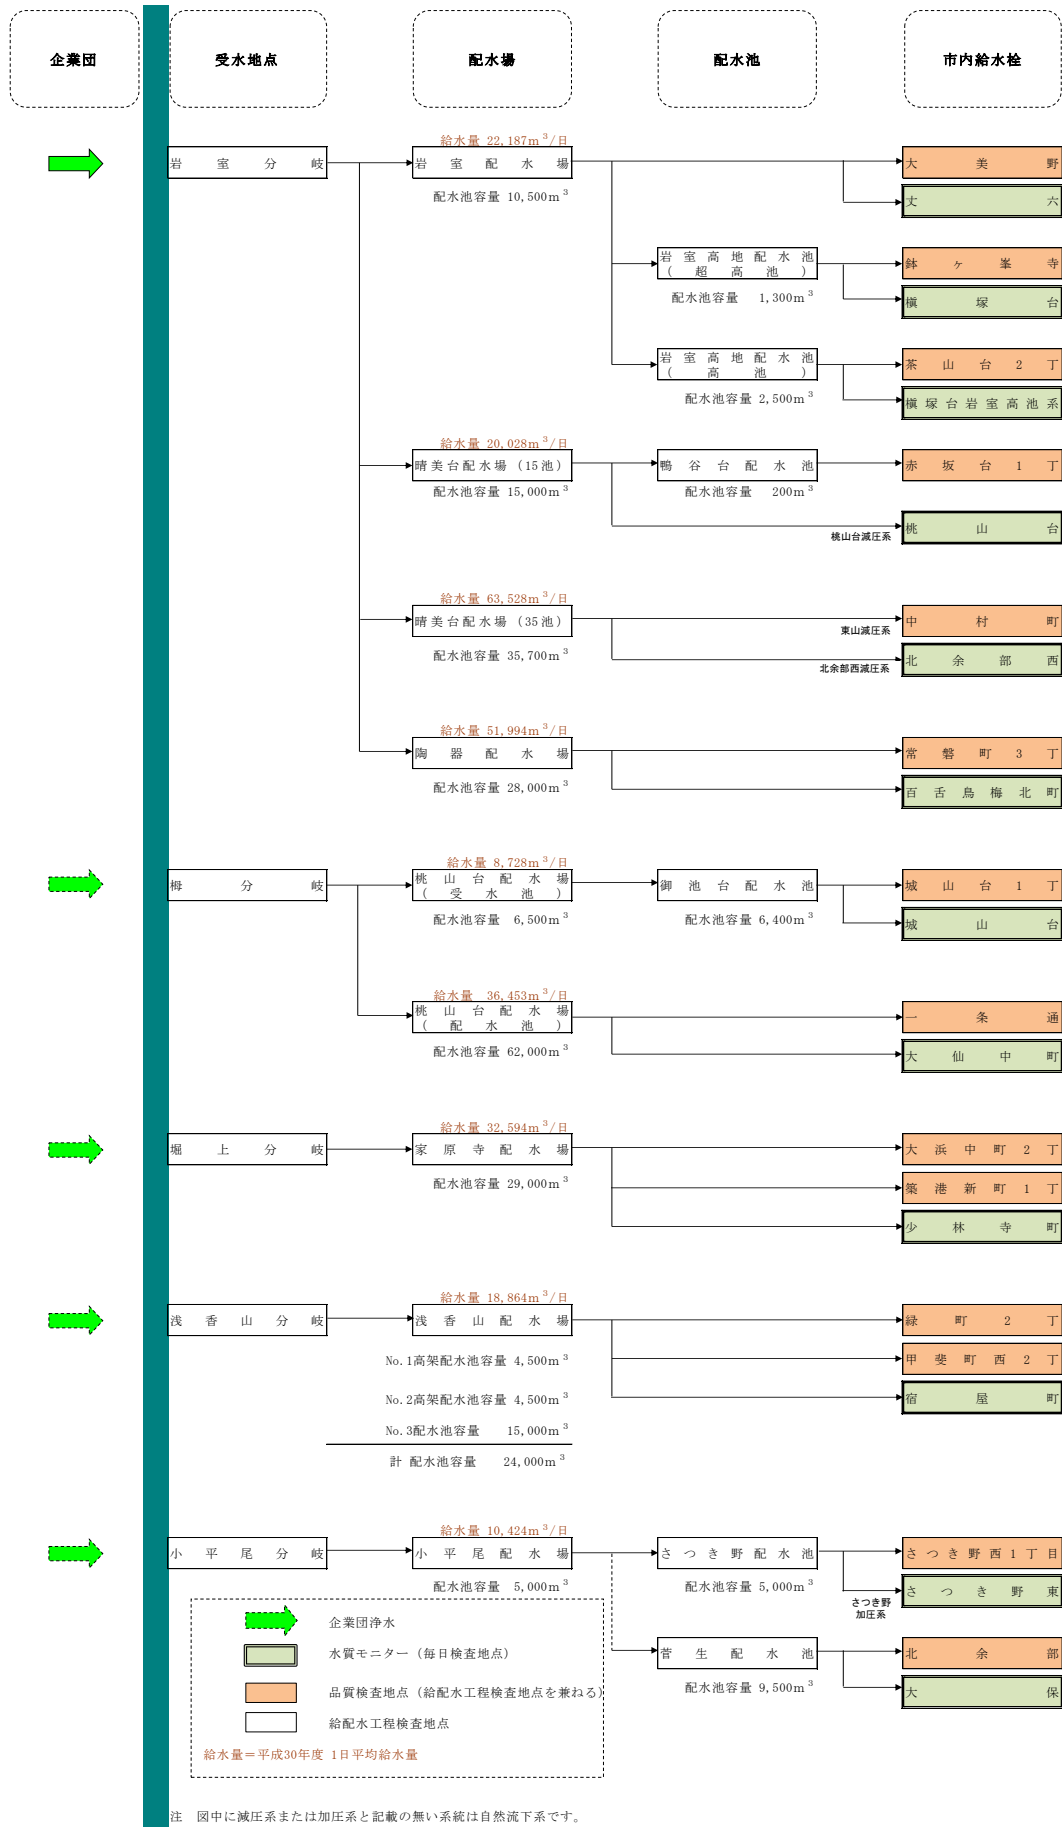 企業団
受水地点
配水場
配水池
市内給水栓
給水量 22,187m³/日
岩室分岐
岩室配水場
大美野
配水池容量 10,500m³
丈六
岩室高地配水池
(超高池)
鉢ヶ峯寺
配水池容量 1,300m³
槇塚台
岩室高地配水池
(高池)
茶山台2丁
配水池容量 2,500m³
槇塚台岩室高池系
給水量 20,028m³/日
晴美台配水場 (15池)
鴨谷台配水池
赤坂台1丁
配水池容量 15,000m³
配水池容量 200m³
桃山台
桃山台減圧系
給水量 63,528m³/日
晴美台配水場 (35池)
中村町
東山減圧系
配水池容量 35,700m³
北余部西
北余部西減圧系
給水量 51,994m³/日
陶器配水場
常磐町3丁
配水池容量 28,000m³
百舌鳥梅北町
給水量 8,728m³/日
栂分岐
桃山台配水場
(受水池)
御池台配水池
城山台1丁
配水池容量 6,500m³
配水池容量 6,400m³
城山台
給水量 36,453m³/日
桃山台配水場
(配水池)
一条通
配水池容量 62,000m³
大仙中町
給水量 32,594m³/日
堀上分岐
家原寺配水場
大浜中町2丁
配水池容量 29,000m³
築港新町1丁
少林寺町
給水量 18,864m³/日
浅香山分岐
浅香山配水場
緑町2丁
No.1高架配水池容量 4,500m³
甲斐町西2丁
No.2高架配水池容量 4,500m³
宿屋町
No.3配水池容量 15,000m³
計 配水池容量 24,000m³
給水量 10,424m³/日
小平尾分岐
小平尾配水場
さつき野配水池
さつき野西1丁目
配水池容量 5,000m³
配水池容量 5,000m³
さつき野東
さつき野
加圧系
企業団浄水
水質モニター (毎日検査地点)
菅生配水池
北余部
配水池容量 9,500m³
大保
品質検査地点 (給配水工程検査地点を兼ねる)
給配水工程検査地点
給水量＝平成30年度 1日平均給水量
注 図中に減圧系または加圧系と記載の無い系統は自然流下系です。